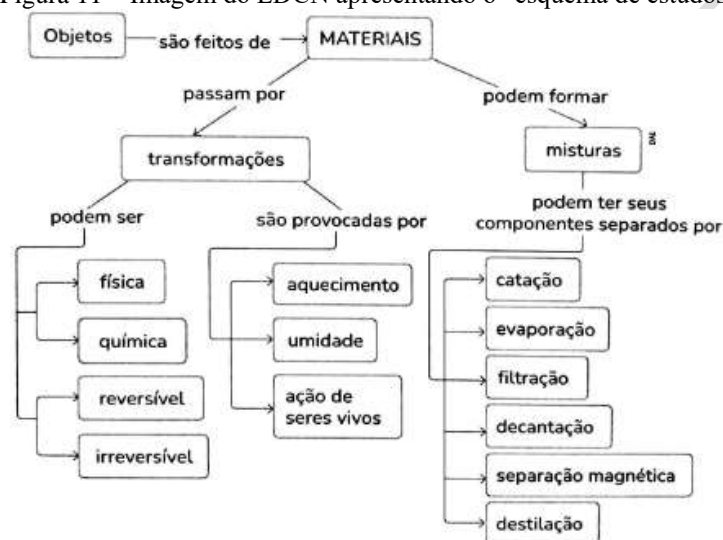 Figura 11 – Imagem do LDCN apresentando o "esquema de estudos
Objetos
são feitos de
MATERIAIS
passam por
podem formar
transformações
misturas
podem ser
são provocadas por
podem ter seus
componentes separados por
física
química
reversível
irreversível
aquecimento
umidade
ação de
seres vivos
catação
evaporação
filtração
decantação
separação magnética
destilação